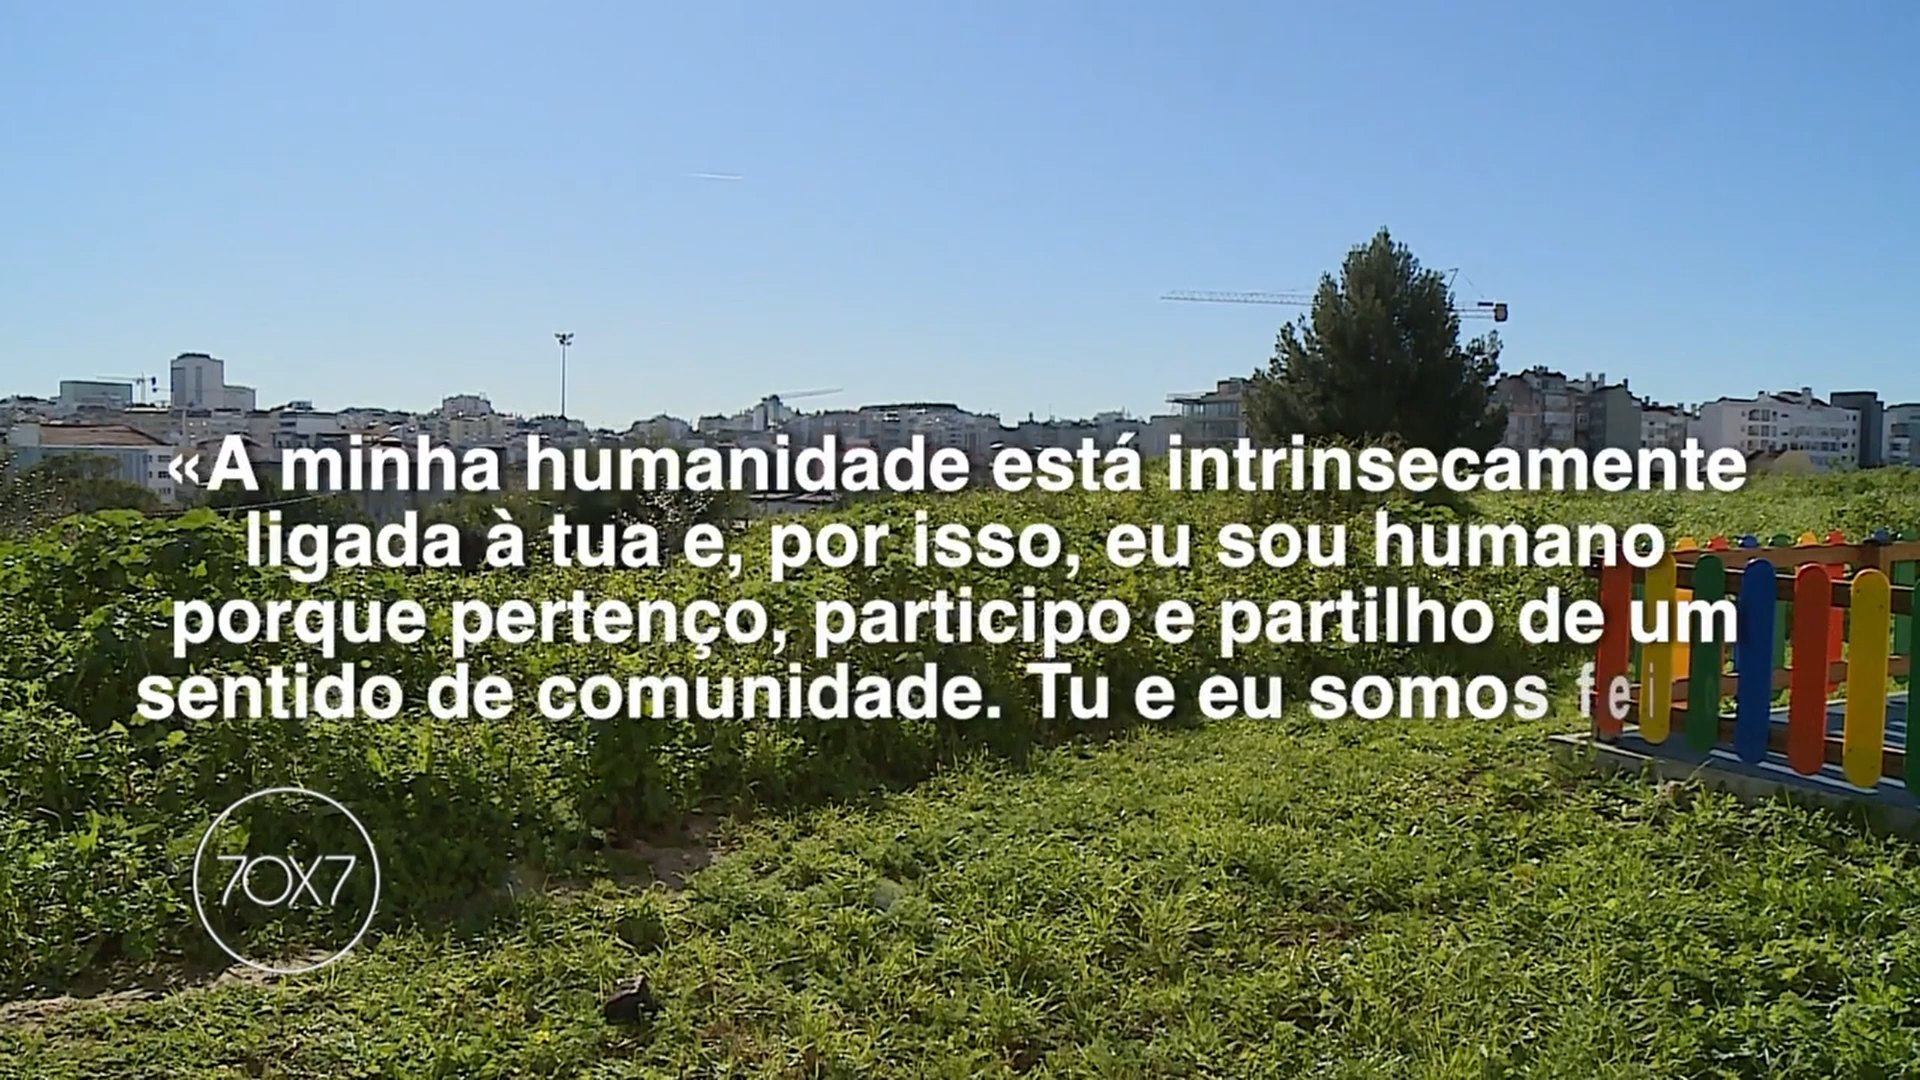 «A minha humanidade está intrinsecamente
ligada à tua e, por isso, eu sou humano
porque pertenço, participo e partilho de um
sentido de comunidade. Tu e eu somos
70X7